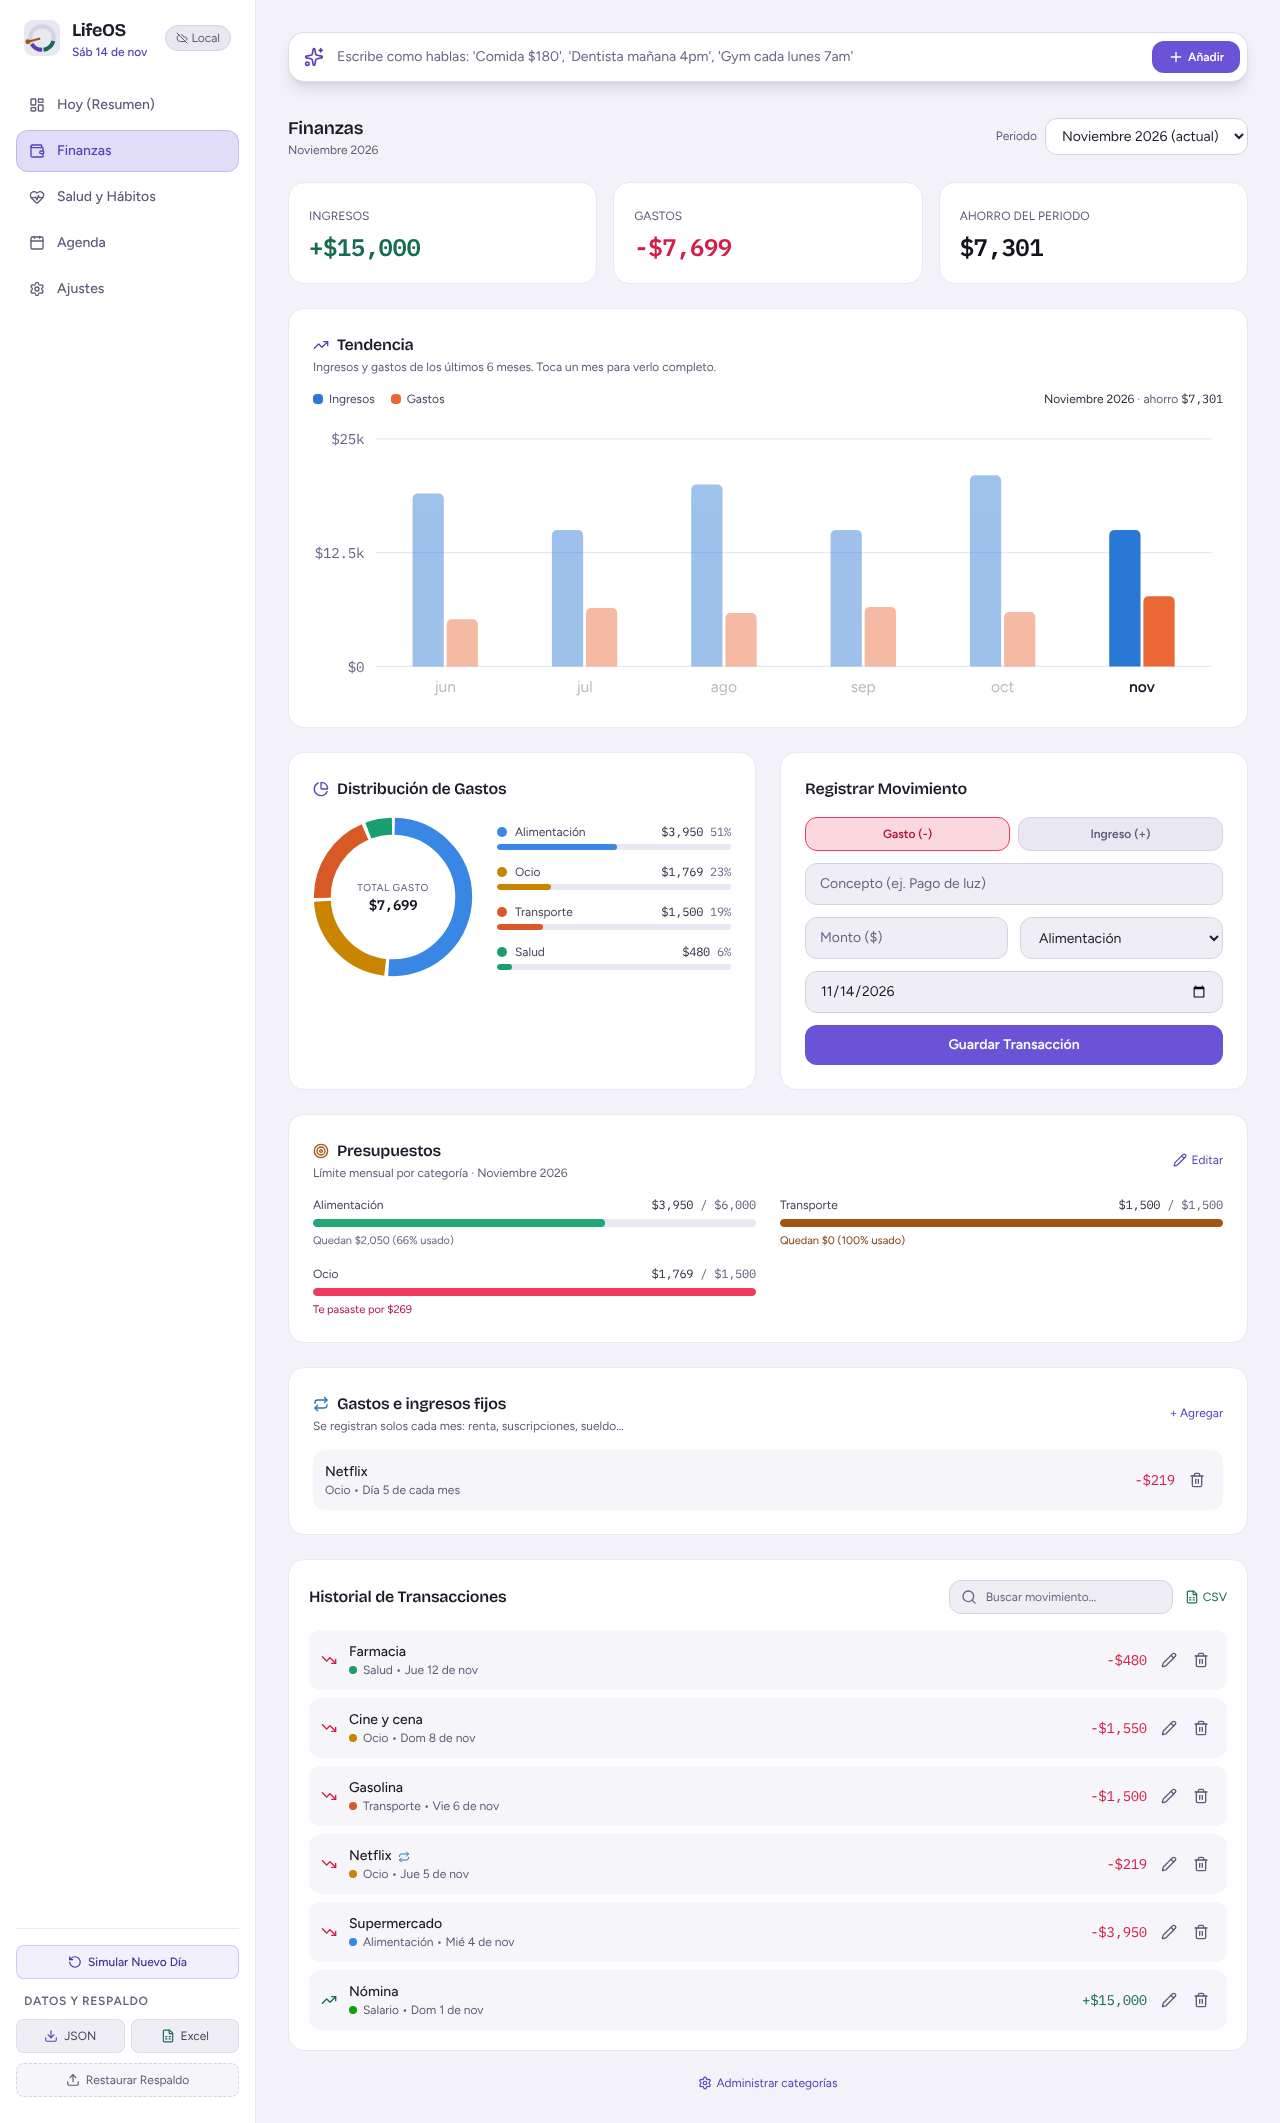 LifeOS
Sáb 14 de nov
Local
Hoy (Resumen)
Finanzas
Salud y Hábitos
Agenda
Ajustes
Simular Nuevo Día
DATOS Y RESPALDO
JSON
Excel
Restaurar Respaldo
Escribe como hablas: 'Comida $180', 'Dentista mañana 4pm', 'Gym cada lunes 7am'
Añadir
Finanzas
Noviembre 2026
Periodo
Noviembre 2026 (actual)
INGRESOS
+$15,000
GASTOS
-$7,699
AHORRO DEL PERIODO
$7,301
Tendencia
Ingresos y gastos de los últimos 6 meses. Toca un mes para verlo completo.
Ingresos
Gastos
Noviembre 2026 · ahorro $7,301
$25k
$12.5k
$0
jun
jul
ago
sep
oct
nov
Distribución de Gastos
TOTAL GASTO
$7,699
Alimentación $3,950 51%
Ocio $1,769 23%
Transporte $1,500 19%
Salud $480 6%
Registrar Movimiento
Gasto (-)
Ingreso (+)
Concepto (ej. Pago de luz)
Monto ($)
Alimentación
11/14/2026
Guardar Transacción
Presupuestos
Límite mensual por categoría · Noviembre 2026
Editar
Alimentación $3,950 / $6,000
Quedan $2,050 (66% usado)
Transporte $1,500 / $1,500
Quedan $0 (100% usado)
Ocio $1,769 / $1,500
Te pasaste por $269
Gastos e ingresos fijos
Se registran solos cada mes: renta, suscripciones, sueldo…
+ Agregar
Netflix
Ocio • Día 5 de cada mes
-$219
Historial de Transacciones
Buscar movimiento…
CSV
Farmacia
Salud • Jue 12 de nov
-$480
Cine y cena
Ocio • Dom 8 de nov
-$1,550
Gasolina
Transporte • Vie 6 de nov
-$1,500
Netflix
Ocio • Jue 5 de nov
-$219
Supermercado
Alimentación • Mié 4 de nov
-$3,950
Nómina
Salario • Dom 1 de nov
+$15,000
Administrar categorías